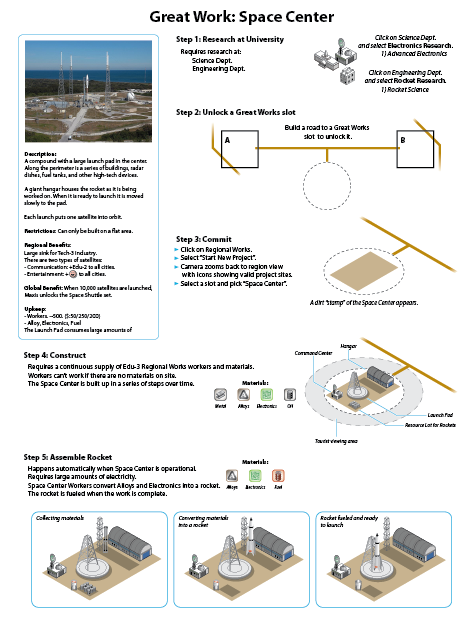 Great Work: Space Center
Description:
A compound with a large launch pad in the center.
Along the perimeter is a series of buildings, radar
dishes, fuel tanks, and other high-tech devices.
A giant hangar houses the rocket as it is being
worked on. When it is ready to launch it is moved
slowly to the pad.
Each launch puts one satellite into orbit.
Restrictions: Can only be built on a flat area.
Regional Benefits:
Large sink for Tech-3 Industry.
There are two types of satellites:
- Communication: +Edu-2 to all cities.
- Entertainment: + to all cities.
Global Benefit: When 10,000 satellites are launched,
Maxis unlocks the Space Shuttle set.
Upkeep:
- Workers. ~500. (S:50/250/200)
- Alloy, Electronics, Fuel
The Launch Pad consumes large amounts of
Step 1: Research at University
Requires research at:
Science Dept.
Engineering Dept.
Click on Science Dept.
and select Electronics Research.
1) Advanced Electronics
Click on Engineering Dept.
and select Rocket Research.
1) Rocket Science
Step 2: Unlock a Great Works slot
A
Build a road to a Great Works
slot to unlock it.
B
Step 3: Commit
Click on Regional Works.
Select "Start New Project".
Camera zooms back to region view
with icons showing valid project sites.
Select a slot and pick "Space Center".
A dirt "stamp" of the Space Center appears.
Step 4: Construct
Requires a continuous supply of Edu-3 Regional Works workers and materials.
Workers can't work if there are no materials on site.
The Space Center is built up in a series of steps over time.
Materials:
Metal
Alloys
Electronics
Oil
Hangar
Command Center
Launch Pad
Resource Lot for Rockets
Tourist viewing area
Step 5: Assemble Rocket
Happens automatically when Space Center is operational.
Requires large amounts of electricity.
Space Center Workers convert Alloys and Electronics into a rocket.
The rocket is fueled when the work is complete.
Materials:
Alloys
Electronics
Fuel
Collecting materials
Converting materials
into a rocket
Rocket fueled and ready
to launch